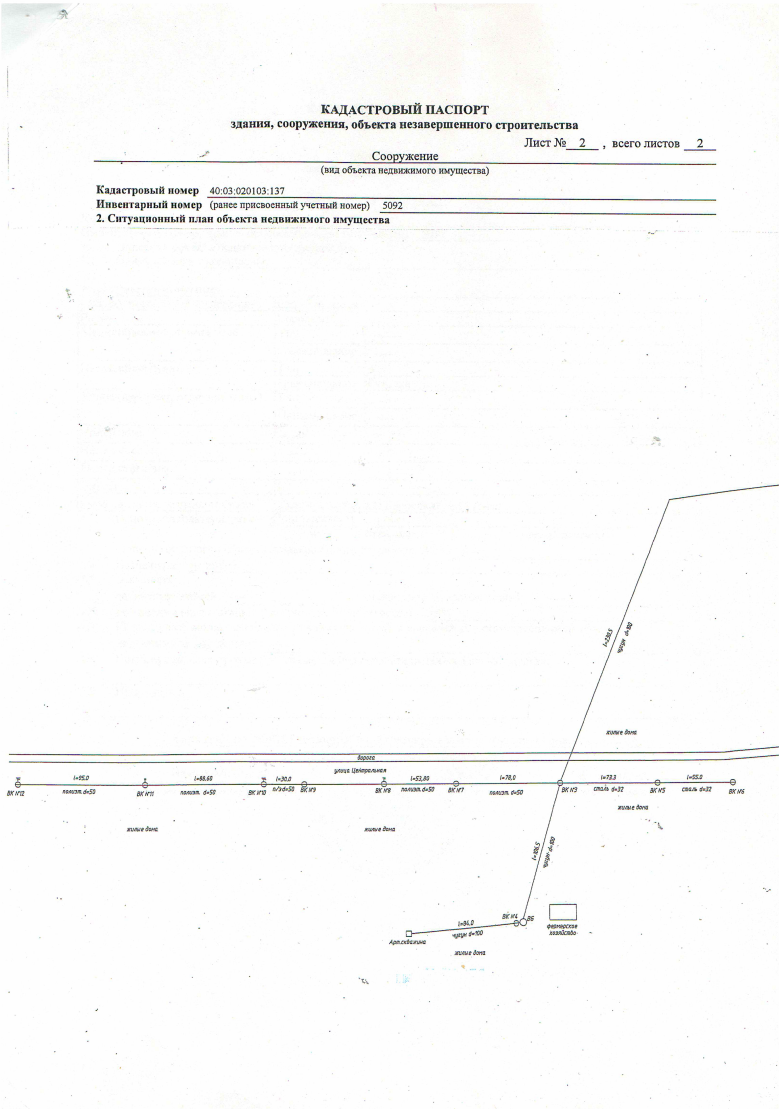 КАДАСТРОВЫЙ ПАСПОРТ
здания, сооружения, объекта незавершенного строительства
Лист № 2 , всего листов 2
Сооружение
(вид объекта недвижимого имущества)
Кадастровый номер 40:03:020103:137
Инвентарный номер (ранее присвоенный учетный номер) 5092
2. Ситуационный план объекта недвижимого имущества
l=230,5
чугун d=100
жилые дома
дорога
улица Центральная
l=95.0
l=88,60
l=30,0
l=53,80
l=78,0
l=73.3
l=55.0
ВК №12
полиэт.d=50
ВК №11
полиэт. d=50
ВК №10
п/э d=50
ВК №9
ВК №8
полиэт. d=50
ВК №7
полиэт. d=50
ВК №3
сталь d=32
ВК №5
сталь d=32
ВК №6
жилые дома
жилые дома
жилые дома
l=106,5
чугун d=100
ВК №4
ВБ
l=84,0
чугун d=100
Арт.скважина
фермерское
хозяйство
жилые дома